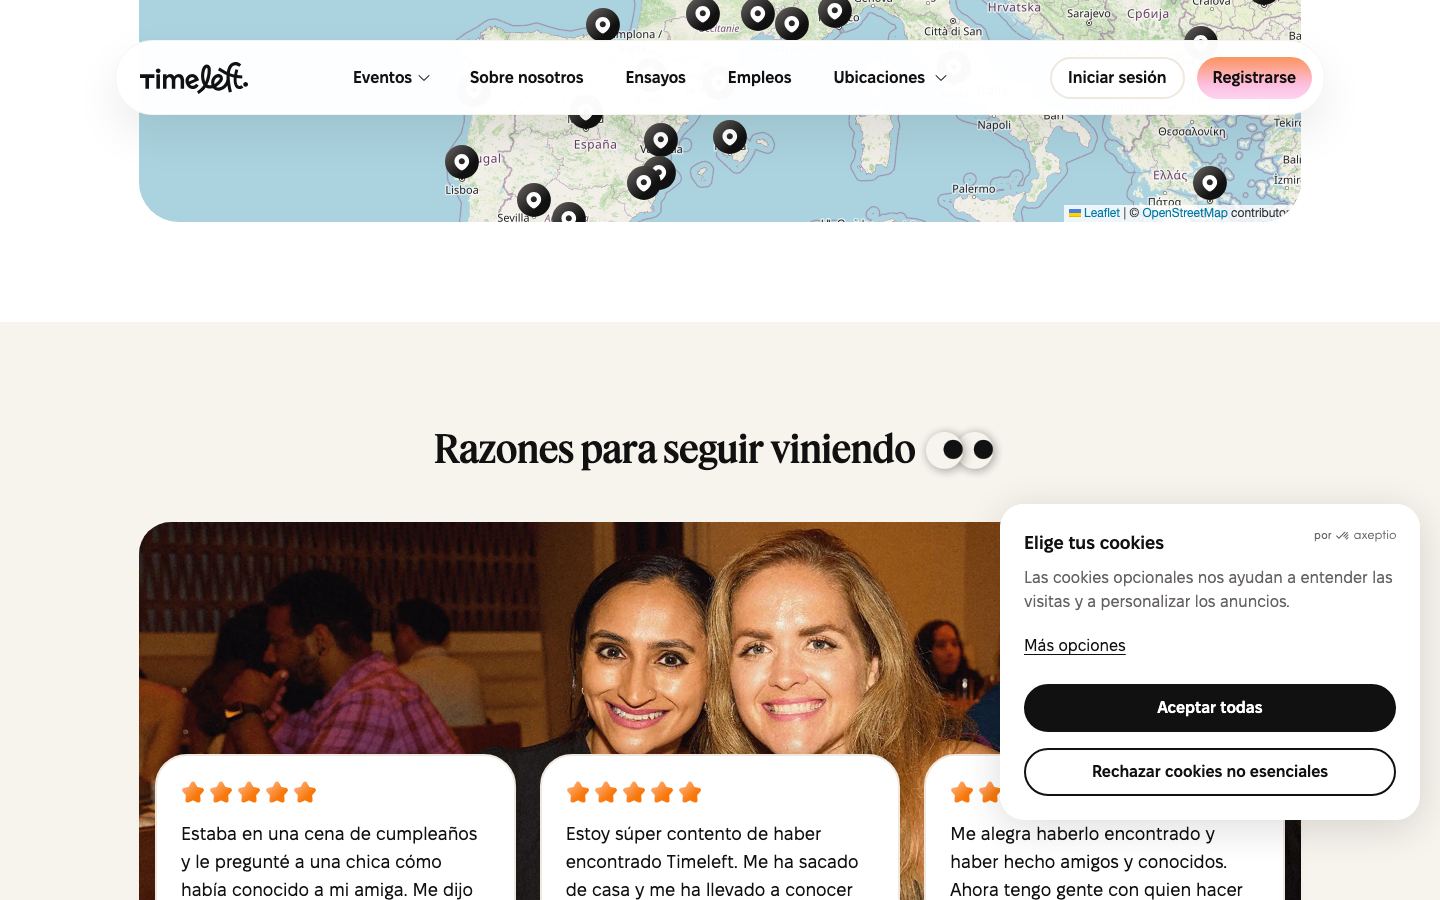 Hrvatska
Sarajevo
Србија
Craiova
Città di San
Occitanie
Timeleft.
Eventos
Sobre nosotros
Ensayos
Empleos
Ubicaciones
Iniciar sesión
Registrarse
Napoli
Bari
Θεσσαλονίκη
España
Lisboa
Palermo
Ελλάς
Πάτρα
Sevilla
Leaflet | © OpenStreetMap
Razones para seguir viniendo
Elige tus cookies
por axeptio
Las cookies opcionales nos ayudan a entender las
visitas y a personalizar los anuncios.
Más opciones
Aceptar todas
Rechazar cookies no esenciales
Estaba en una cena de cumpleaños
y le pregunté a una chica cómo
había conocido a mi amiga. Me dijo
Estoy súper contento de haber
encontrado Timeleft. Me ha sacado
de casa y me ha llevado a conocer
Me alegra haberlo encontrado y
haber hecho amigos y conocidos.
Ahora tengo gente con quien hacer